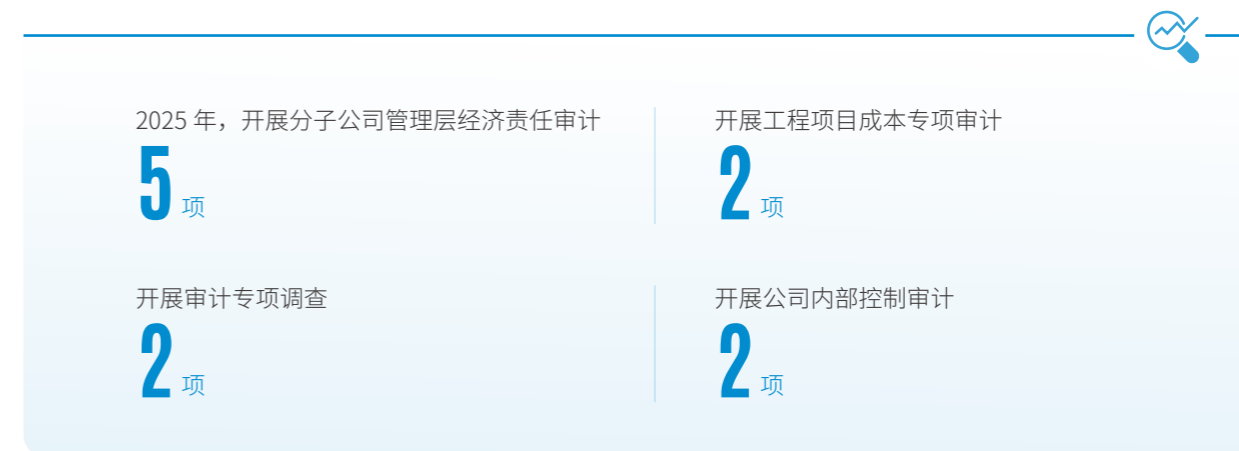 2025 年，开展分子公司管理层经济责任审计
5 项
开展工程项目成本专项审计
2 项
开展审计专项调查
2 项
开展公司内部控制审计
2 项